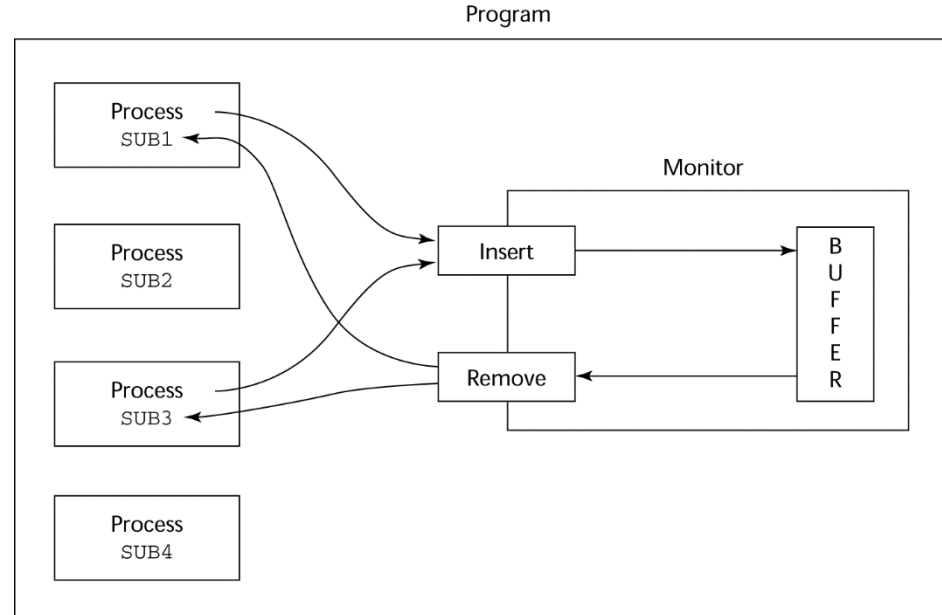 Program
Process
SUB1
Process
SUB2
Process
SUB3
Process
SUB4
Monitor
Insert
Remove
B
U
F
F
E
R